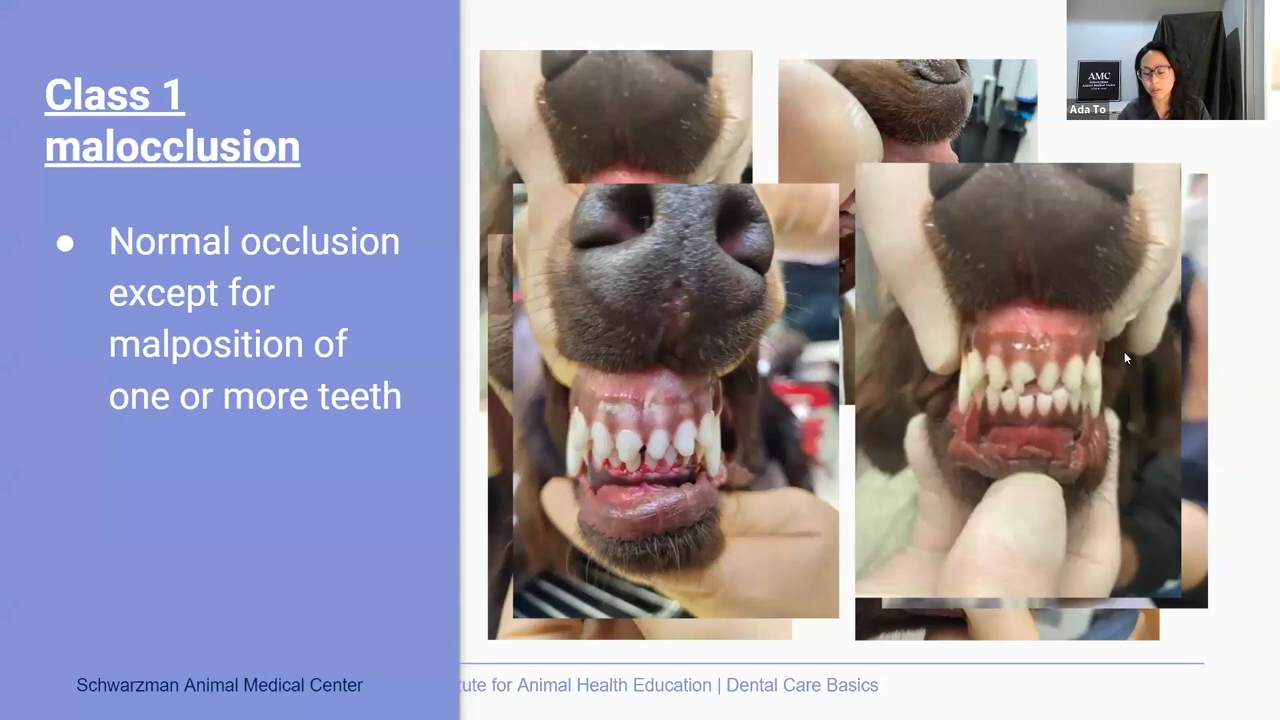 Class 1
malocclusion
● Normal occlusion
except for
malposition of
one or more teeth
AMC
Ada To
Schwarzman Animal Medical Center
tute for Animal Health Education | Dental Care Basics